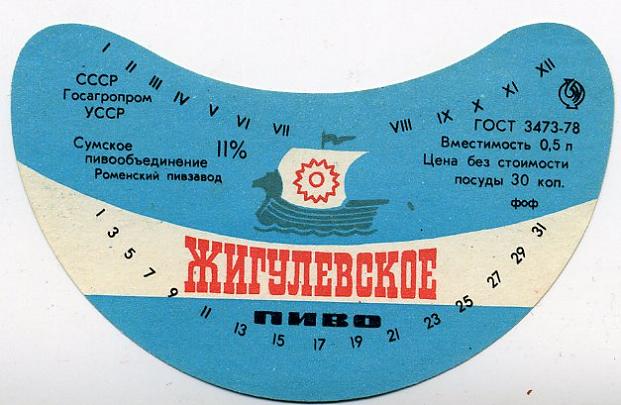 I II III IV V VI VII VIII IX X XI XII
СССР
Госагропром
УССР
Сумское
пивообъединение
Роменский пивзавод
11%
ГОСТ 3473-78
Вместимость 0,5 л
Цена без стоимости
посуды 30 коп.
фоф
ЖИГУЛЕВСКОЕ
ПИВО
1 3 5 7 9 11 13 15 17 19 21 23 25 27 29 31